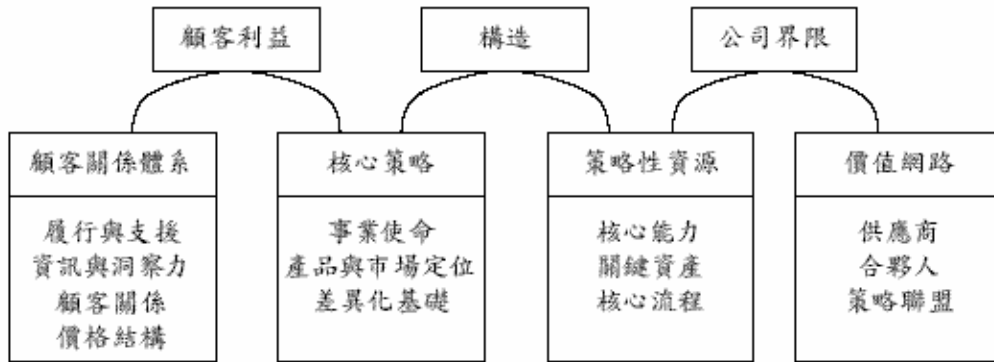 顧客利益
構造
公司界限
顧客關係體系
履行與支援
資訊與洞察力
顧客關係
價格結構
核心策略
事業使命
產品與市場定位
差異化基礎
策略性資源
核心能力
關鍵資產
核心流程
價值網路
供應商
合夥人
策略聯盟